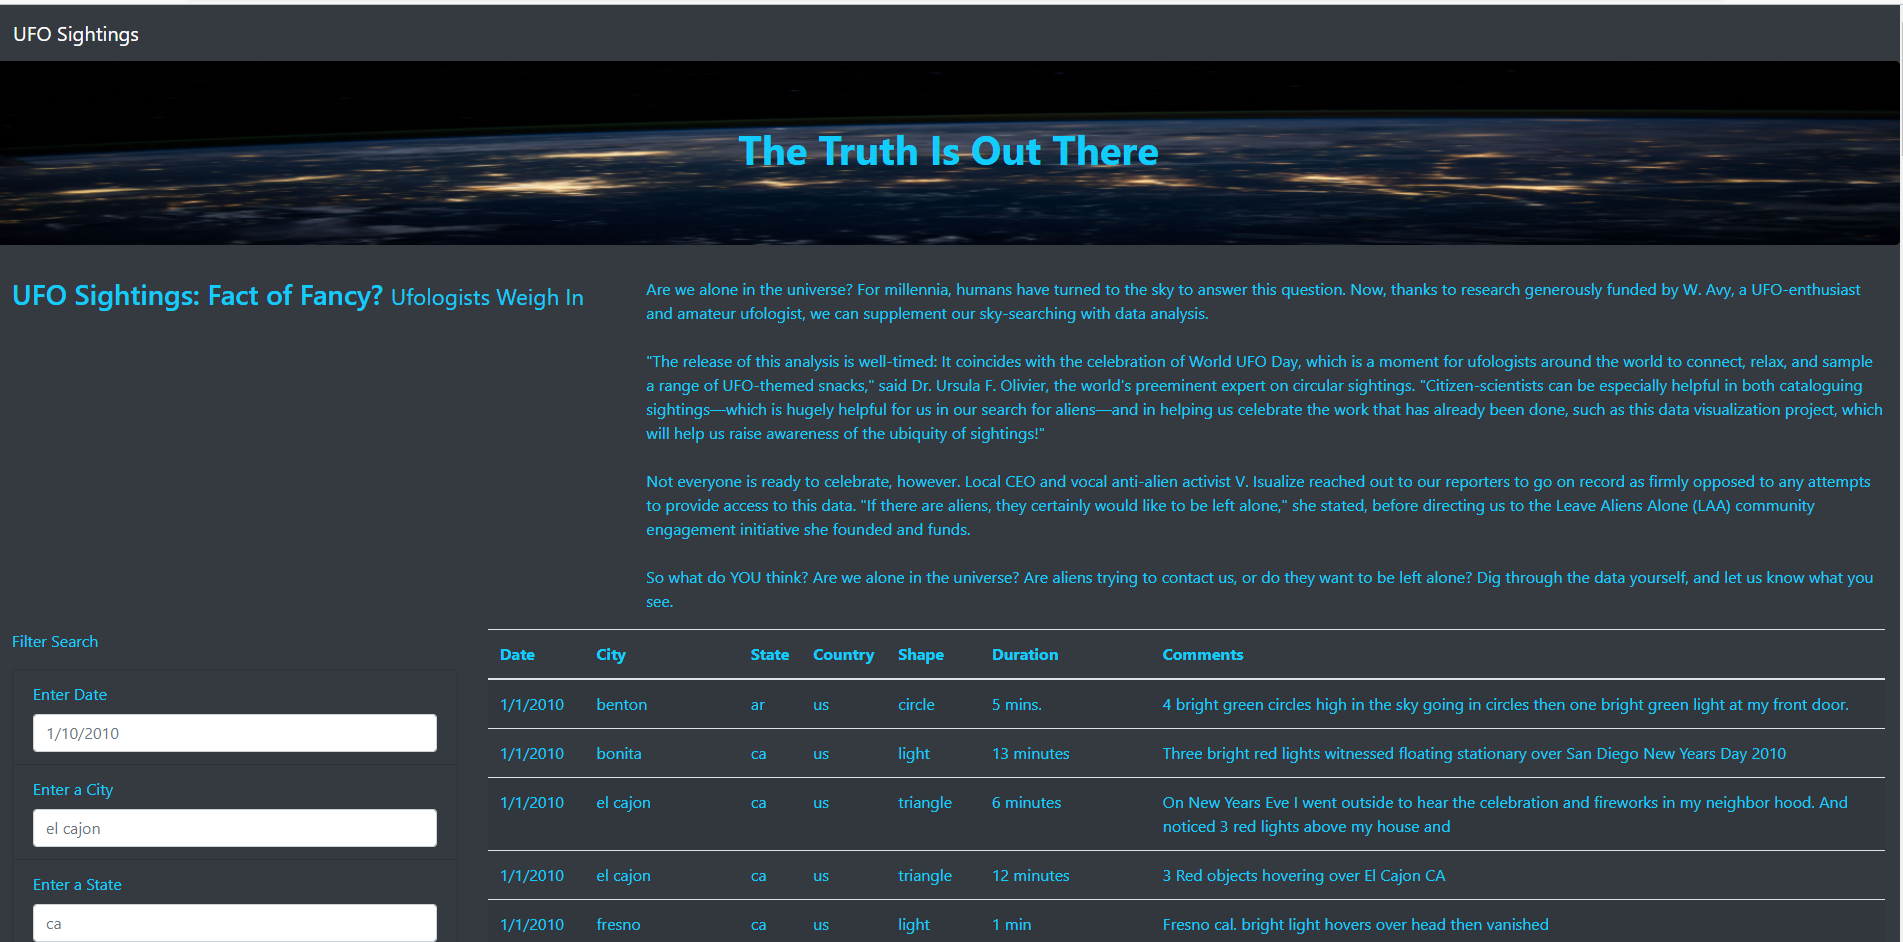 UFO Sightings
The Truth Is Out There
UFO Sightings: Fact of Fancy? Ufologists Weigh In
Are we alone in the universe? For millennia, humans have turned to the sky to answer this question. Now, thanks to research generously funded by W. Avy, a UFO-enthusiast
and amateur ufologist, we can supplement our sky-searching with data analysis.
"The release of this analysis is well-timed: It coincides with the celebration of World UFO Day, which is a moment for ufologists around the world to connect, relax, and sample
a range of UFO-themed snacks," said Dr. Ursula F. Olivier, the world's preeminent expert on circular sightings. "Citizen-scientists can be especially helpful in both cataloguing
sightings—which is hugely helpful for us in our search for aliens—and in helping us celebrate the work that has already been done, such as this data visualization project, which
will help us raise awareness of the ubiquity of sightings!"
Not everyone is ready to celebrate, however. Local CEO and vocal anti-alien activist V. Isualize reached out to our reporters to go on record as firmly opposed to any attempts
to provide access to this data. "If there are aliens, they certainly would like to be left alone," she stated, before directing us to the Leave Aliens Alone (LAA) community
engagement initiative she founded and funds.
So what do YOU think? Are we alone in the universe? Are aliens trying to contact us, or do they want to be left alone? Dig through the data yourself, and let us know what you
see.
Filter Search
Enter Date
1/10/2010
Enter a City
el cajon
Enter a State
ca
Date City State Country Shape Duration Comments
1/1/2010 benton ar us circle 5 mins. 4 bright green circles high in the sky going in circles then one bright green light at my front door.
1/1/2010 bonita ca us light 13 minutes Three bright red lights witnessed floating stationary over San Diego New Years Day 2010
1/1/2010 el cajon ca us triangle 6 minutes On New Years Eve I went outside to hear the celebration and fireworks in my neighbor hood. And
noticed 3 red lights above my house and
1/1/2010 el cajon ca us triangle 12 minutes 3 Red objects hovering over El Cajon CA
1/1/2010 fresno ca us light 1 min Fresno cal. bright light hovers over head then vanished